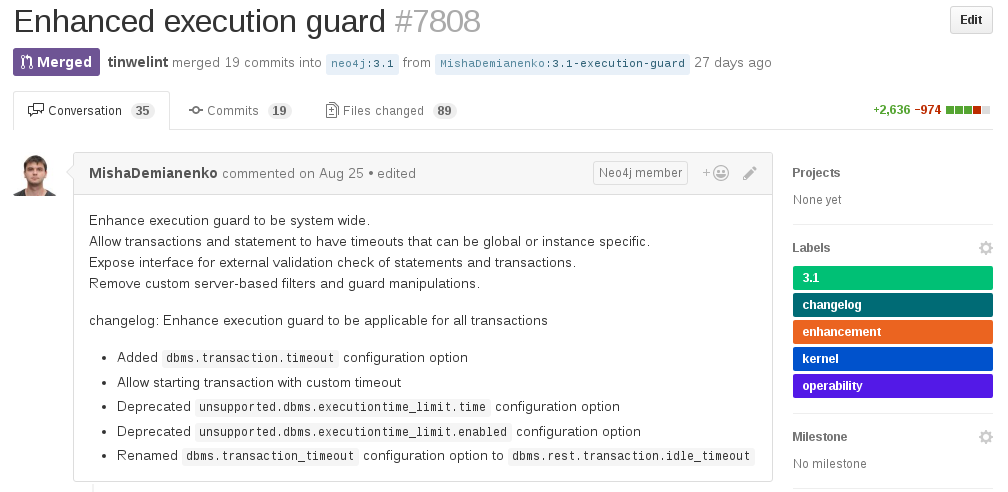 Enhanced execution guard #7808
Edit
Merged tinwelint merged 19 commits into neo4j:3.1 from MishaDemianenko:3.1-execution-guard 27 days ago
Conversation 35 Commits 19 Files changed 89 +2,636 −974
MishaDemianenko commented on Aug 25 • edited Neo4j member +
Enhance execution guard to be system wide.
Allow transactions and statement to have timeouts that can be global or instance specific.
Expose interface for external validation check of statements and transactions.
Remove custom server-based filters and guard manipulations.
changelog: Enhance execution guard to be applicable for all transactions
• Added dbms.transaction.timeout configuration option
• Allow starting transaction with custom timeout
• Deprecated unsupported.dbms.executiontime_limit.time configuration option
• Deprecated unsupported.dbms.executiontime_limit.enabled configuration option
• Renamed dbms.transaction_timeout configuration option to dbms.rest.transaction.idle_timeout
Projects
None yet
Labels
3.1
changelog
enhancement
kernel
operability
Milestone
No milestone